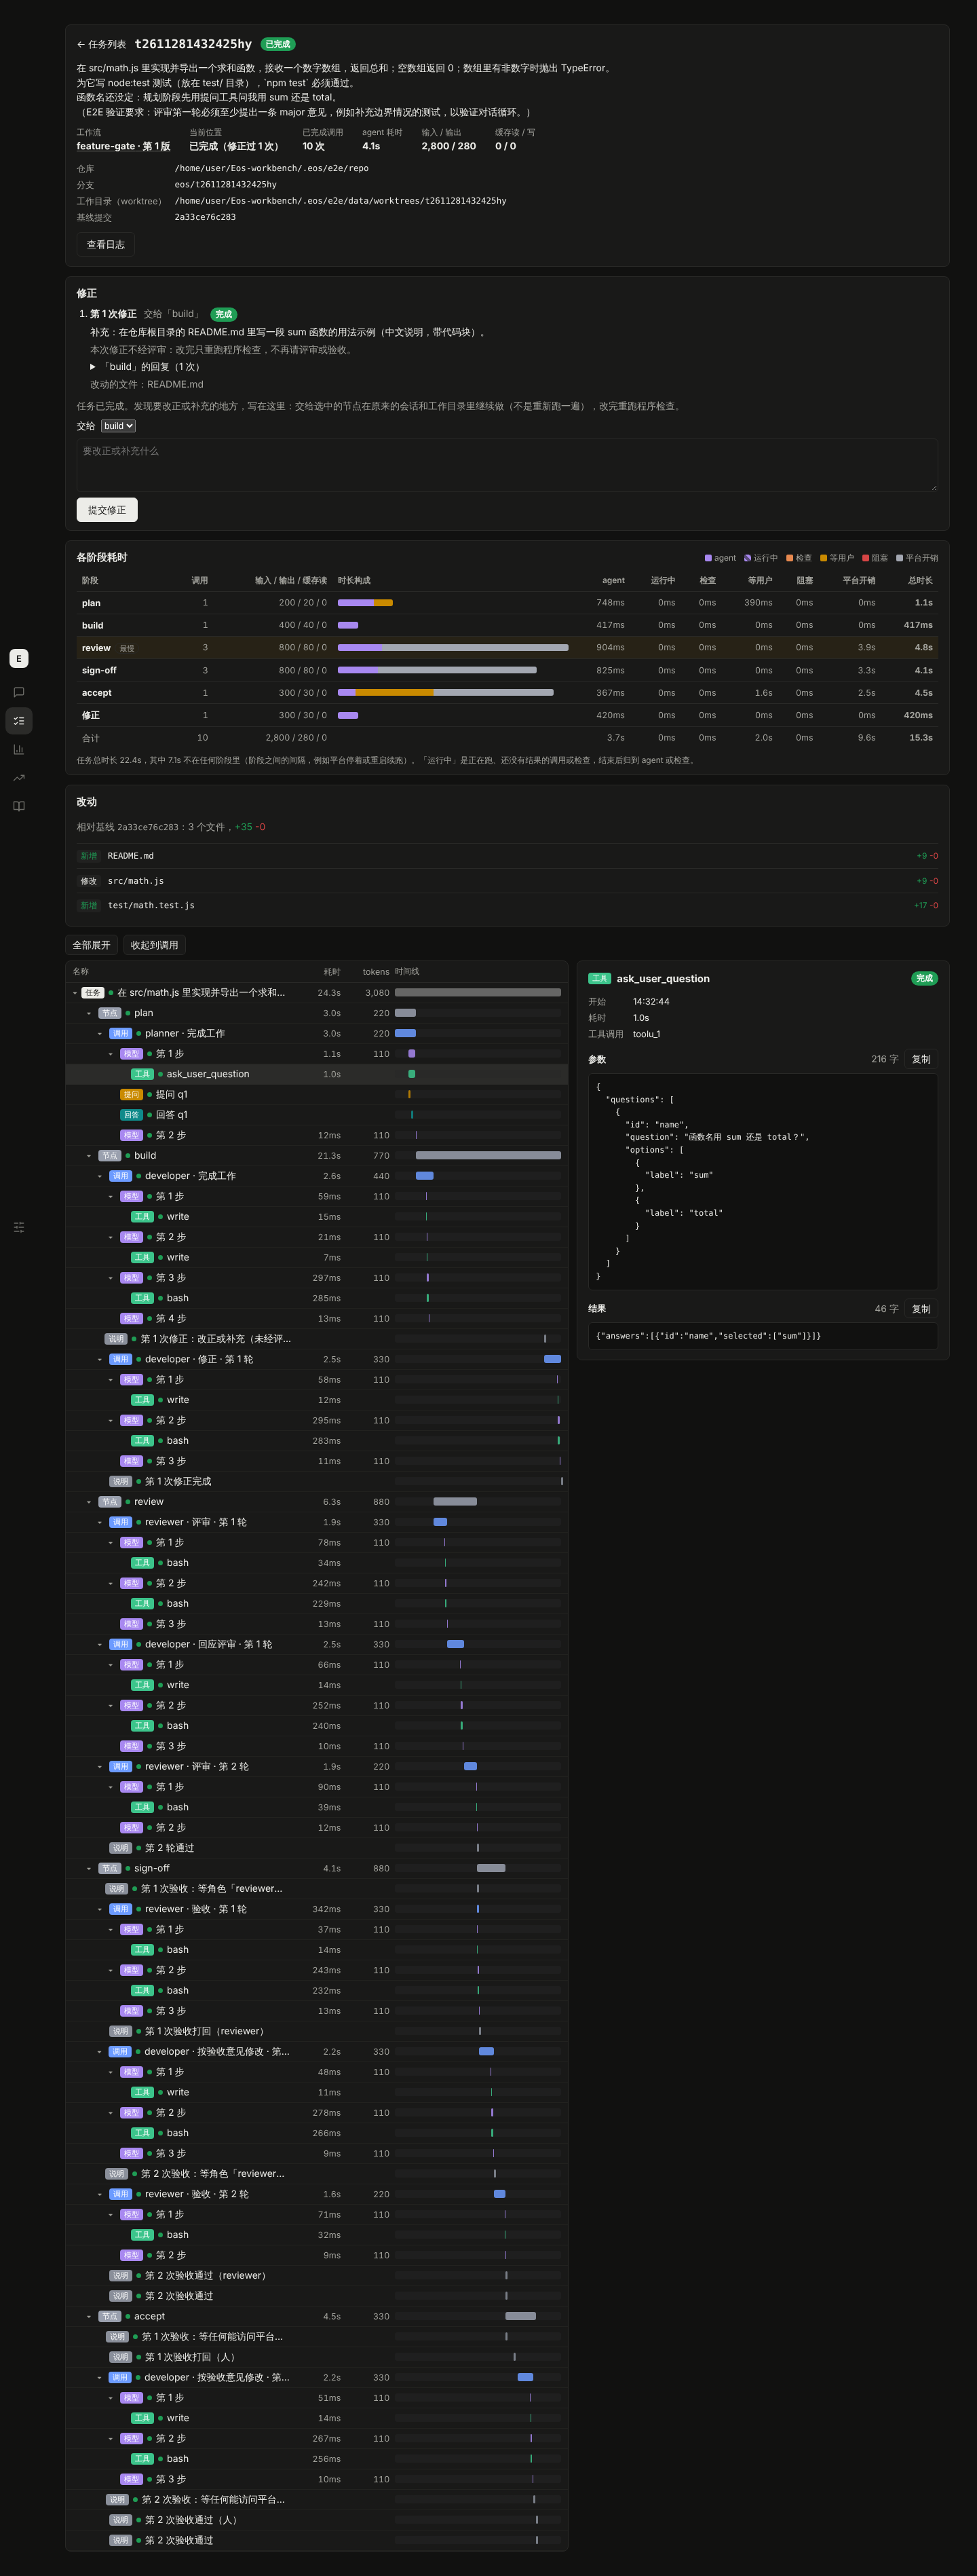 ← 任务列表 t2611281432425hy 已完成
在 src/math.js 里实现并导出一个求和函数，接收一个数字数组，返回总和；空数组返回 0；数组里有非数字时抛出 TypeError。
为它写 node:test 测试（放在 test/ 目录），`npm test` 必须通过。
函数名还没定：规划阶段先用提问工具问我用 sum 还是 total。
（E2E 验证要求：评审第一轮必须至少提出一条 major 意见，例如补充边界情况的测试，以验证对话循环。）
工作流 当前位置 已完成调用 agent 耗时 输入 / 输出 缓存读 / 写
feature-gate · 第 1 版 已完成（修正过 1 次） 10 次 4.1s 2,800 / 280 0 / 0
仓库 /home/user/Eos-workbench/.eos/e2e/repo
分支 eos/t2611281432425hy
工作目录（worktree） /home/user/Eos-workbench/.eos/e2e/data/worktrees/t2611281432425hy
基线提交 2a33ce76c283
查看日志
修正
1. 第 1 次修正 交给「build」 完成
补充：在仓库根目录的 README.md 里写一段 sum 函数的用法示例（中文说明，带代码块）。
本次修正不经评审：改完只重跑程序检查，不再请评审或验收。
▶ 「build」的回复（1 次）
改动的文件：README.md
任务已完成。发现要改正或补充的地方，写在这里：交给选中的节点在原来的会话和工作目录里继续做（不是重新跑一遍），改完重跑程序检查。
交给 build
要改正或补充什么
提交修正
各阶段耗时 agent 运行中 检查 等用户 阻塞 平台开销
阶段 调用 输入 / 输出 / 缓存读 时长构成 agent 运行中 检查 等用户 阻塞 平台开销 总时长
plan 1 200 / 20 / 0 748ms 0ms 0ms 390ms 0ms 0ms 1.1s
build 1 400 / 40 / 0 417ms 0ms 0ms 0ms 0ms 0ms 417ms
review 最慢 3 800 / 80 / 0 904ms 0ms 0ms 0ms 0ms 3.9s 4.8s
sign-off 3 800 / 80 / 0 825ms 0ms 0ms 0ms 0ms 3.3s 4.1s
accept 1 300 / 30 / 0 367ms 0ms 0ms 1.6s 0ms 2.5s 4.5s
修正 1 300 / 30 / 0 420ms 0ms 0ms 0ms 0ms 0ms 420ms
合计 10 2,800 / 280 / 0 3.7s 0ms 0ms 2.0s 0ms 9.6s 15.3s
任务总时长 22.4s，其中 7.1s 不在任何阶段里（阶段之间的间隔，例如平台停着或重启续跑）。「运行中」是正在跑、还没有结果的调用或检查，结束后归到 agent 或检查。
E
改动
相对基线 2a33ce76c283：3 个文件，+35 -0
新增 README.md +9 -0
修改 src/math.js +9 -0
新增 test/math.test.js +17 -0
全部展开 收起到调用
名称 耗时 tokens 时间线
任务 在 src/math.js 里实现并导出一个求和... 24.3s 3,080
节点 plan 3.0s 220
调用 planner · 完成工作 3.0s 220
模型 第 1 步 1.1s 110
工具 ask_user_question 1.0s
提问 提问 q1
回答 回答 q1
模型 第 2 步 12ms 110
节点 build 21.3s 770
调用 developer · 完成工作 2.6s 440
模型 第 1 步 59ms 110
工具 write 15ms
模型 第 2 步 21ms 110
工具 write 7ms
模型 第 3 步 297ms 110
工具 bash 285ms
模型 第 4 步 13ms 110
说明 第 1 次修正：改正或补充（未经评...
调用 developer · 修正 · 第 1 轮 2.5s 330
模型 第 1 步 58ms 110
工具 write 12ms
模型 第 2 步 295ms 110
工具 bash 283ms
模型 第 3 步 11ms 110
说明 第 1 次修正完成
节点 review 6.3s 880
调用 reviewer · 评审 · 第 1 轮 1.9s 330
模型 第 1 步 78ms 110
工具 bash 34ms
模型 第 2 步 242ms 110
工具 bash 229ms
模型 第 3 步 13ms 110
调用 developer · 回应评审 · 第 1 轮 2.5s 330
模型 第 1 步 66ms 110
工具 write 14ms
模型 第 2 步 252ms 110
工具 bash 240ms
模型 第 3 步 10ms 110
调用 reviewer · 评审 · 第 2 轮 1.9s 220
模型 第 1 步 90ms 110
工具 bash 39ms
模型 第 2 步 12ms 110
说明 第 2 轮通过
节点 sign-off 4.1s 880
说明 第 1 次验收：等角色「reviewer...
调用 reviewer · 验收 · 第 1 轮 342ms 330
模型 第 1 步 37ms 110
工具 bash 14ms
模型 第 2 步 243ms 110
工具 bash 232ms
模型 第 3 步 13ms 110
说明 第 1 次验收打回（reviewer）
调用 developer · 按验收意见修改 · 第... 2.2s 330
模型 第 1 步 48ms 110
工具 write 11ms
模型 第 2 步 278ms 110
工具 bash 266ms
模型 第 3 步 9ms 110
说明 第 2 次验收：等角色「reviewer...
调用 reviewer · 验收 · 第 2 轮 1.6s 220
模型 第 1 步 71ms 110
工具 bash 32ms
模型 第 2 步 9ms 110
说明 第 2 次验收通过（reviewer）
说明 第 2 次验收通过
节点 accept 4.5s 330
说明 第 1 次验收：等任何能访问平台...
说明 第 1 次验收打回（人）
调用 developer · 按验收意见修改 · 第... 2.2s 330
模型 第 1 步 51ms 110
工具 write 14ms
模型 第 2 步 267ms 110
工具 bash 256ms
模型 第 3 步 10ms 110
说明 第 2 次验收：等任何能访问平台...
说明 第 2 次验收通过（人）
说明 第 2 次验收通过
工具 ask_user_question 完成
开始 14:32:44
耗时 1.0s
工具调用 toolu_1
参数 216 字 复制
{
"questions": [
{
"id": "name",
"question": "函数名用 sum 还是 total？",
"options": [
{
"label": "sum"
},
{
"label": "total"
}
]
}
]
}
结果 46 字 复制
{"answers":[{"id":"name","selected":["sum"]}]}